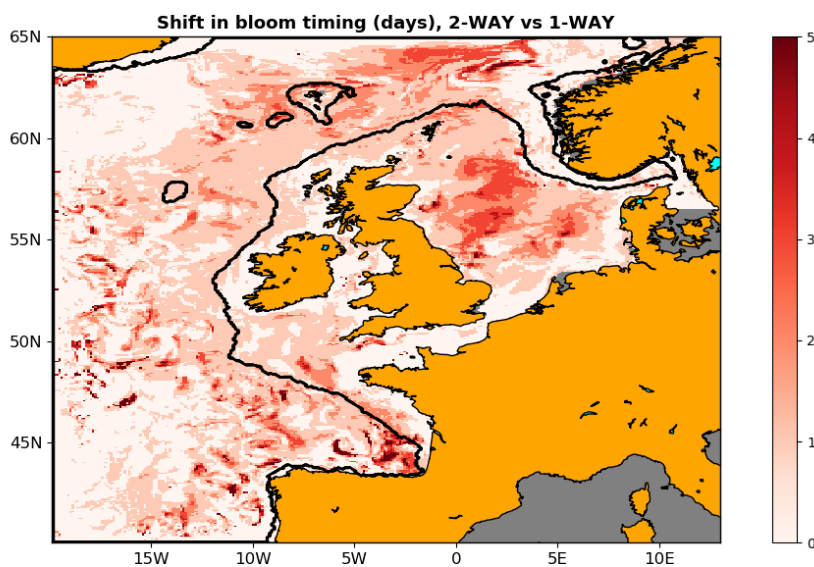 Shift in bloom timing (days), 2-WAY vs 1-WAY
65N
60N
55N
50N
45N
15W 10W 5W 0 5E 10E
5
4
3
2
1
0